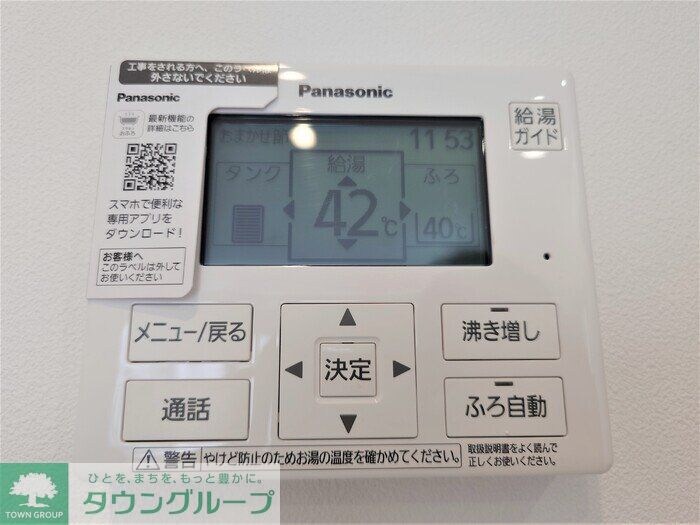 工事をされる方へ、このラベルは
外さないでください
Panasonic
最新機能の
詳細はこちら
スマホで便利な
専用アプリを
ダウンロード!
お客様へ
このラベルは外して
お使いください
Panasonic
給湯
ガイド
おまかせ節
11 53
タンク
給湯
42℃
ふろ
40℃
メニュー/戻る
決定
沸き増し
通話
ふろ自動
警告 やけど防止のためお湯の温度を確かめてください。
取扱説明書をよく読んで
正しくお使いください。
ひとを、まちを、もっと豊かに。
タウングループ
TOWN GROUP